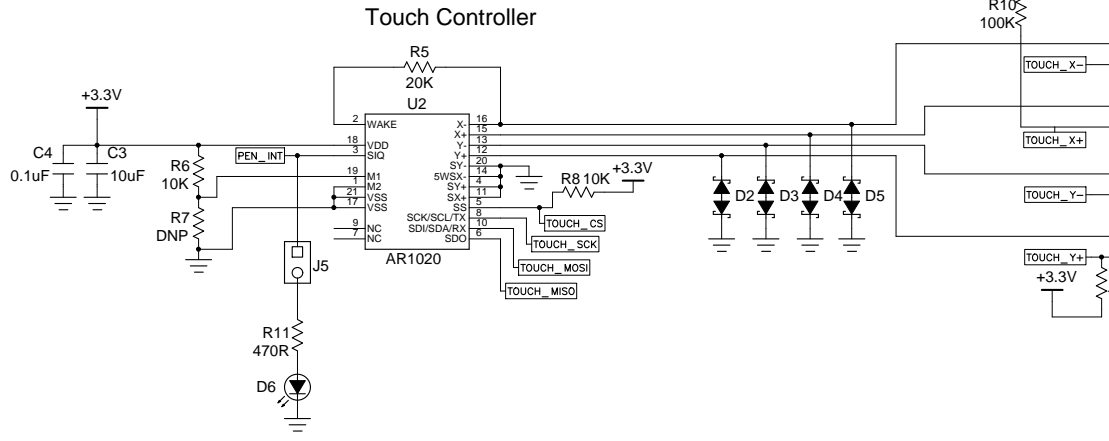 Touch Controller
R10
100K
R5
20K
U2
+3.3V
C4
0.1uF
C3
10uF
R6
10K
R7
DNP
PEN_INT
2 WAKE
18 VDD
3 SIQ
19 M1
1 M2
21 VSS
17 VSS
9 NC
7 NC
X- 16
X+ 15
Y- 13
Y+ 12
SY- 20
5WSX- 14
SY+ 4
SX+ 11
SS 5
SCK/SCL/TX 8
SDI/SDA/RX 10
SDO 6
AR1020
R8 10K
+3.3V
TOUCH_CS
TOUCH_SCK
TOUCH_MOSI
TOUCH_MISO
D2
D3
D4
D5
TOUCH_X-
TOUCH_X+
TOUCH_Y-
TOUCH_Y+
+3.3V
J5
R11
470R
D6